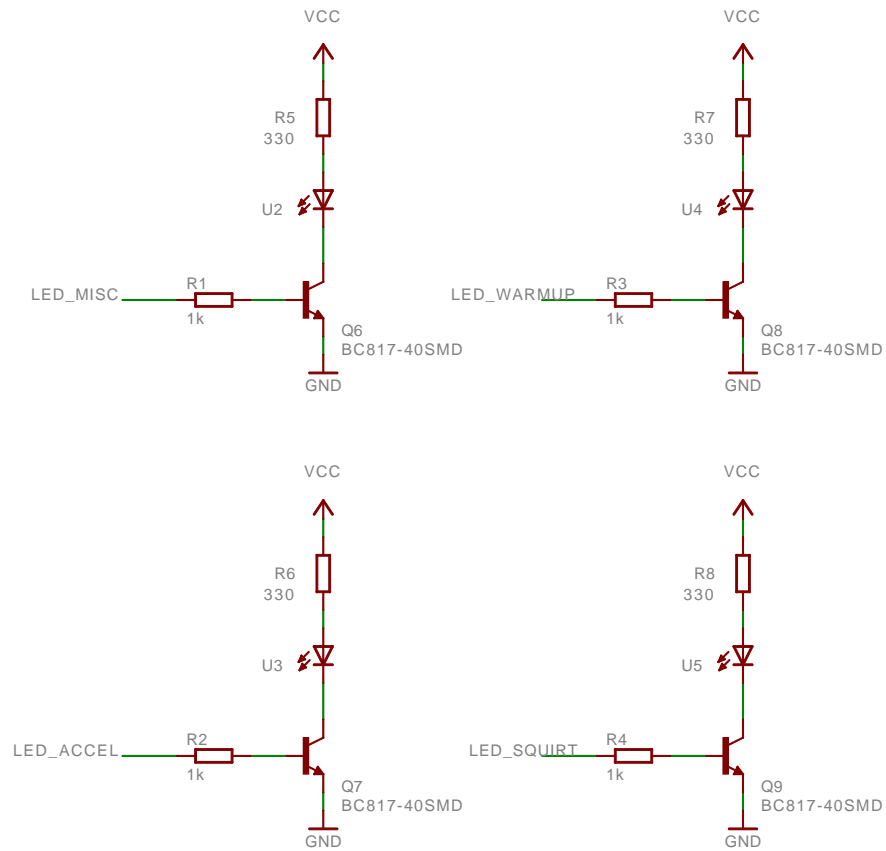 VCC
R5
330
U2
LED_MISC
R1
1k
Q6
BC817-40SMD
GND
VCC
R7
330
U4
LED_WARMUP
R3
1k
Q8
BC817-40SMD
GND
VCC
R6
330
U3
LED_ACCEL
R2
1k
Q7
BC817-40SMD
GND
VCC
R8
330
U5
LED_SQUIRT
R4
1k
Q9
BC817-40SMD
GND